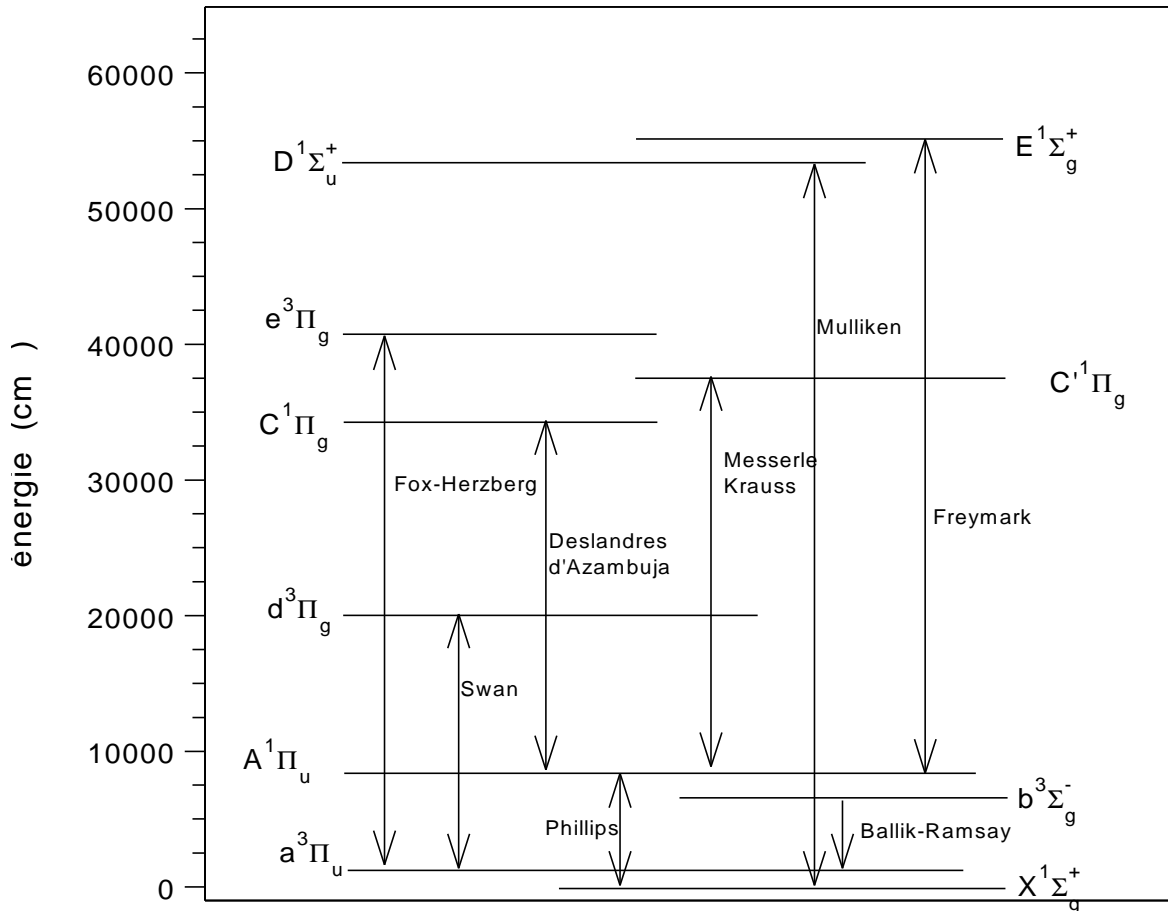 60000
50000
40000
30000
20000
10000
0
énergie (cm )
D¹Σᵤ⁺
E¹Σg⁺
e³Πg
C¹Πg
C'¹Πg
d³Πg
A¹Πᵤ
b³Σg⁻
a³Πᵤ
X¹Σg⁺
Mulliken
Fox-Herzberg
Messerle
Krauss
Freymark
Deslandres
d'Azambuja
Swan
Phillips
Ballik-Ramsay